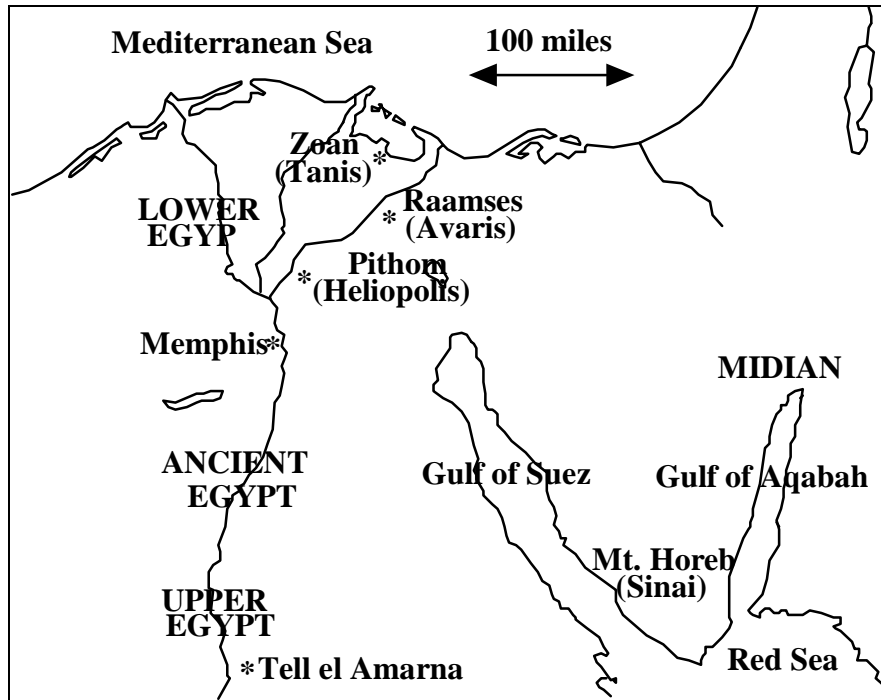 Mediterranean Sea
100 miles
Zoan
(Tanis)
*
Raamses
*
(Avaris)
LOWER
EGYP
Pithom
*
(Heliopolis)
Memphis*
MIDIAN
ANCIENT
EGYPT
Gulf of Suez
Gulf of Aqabah
Mt. Horeb
(Sinai)
UPPER
EGYPT
Red Sea
*Tell el Amarna